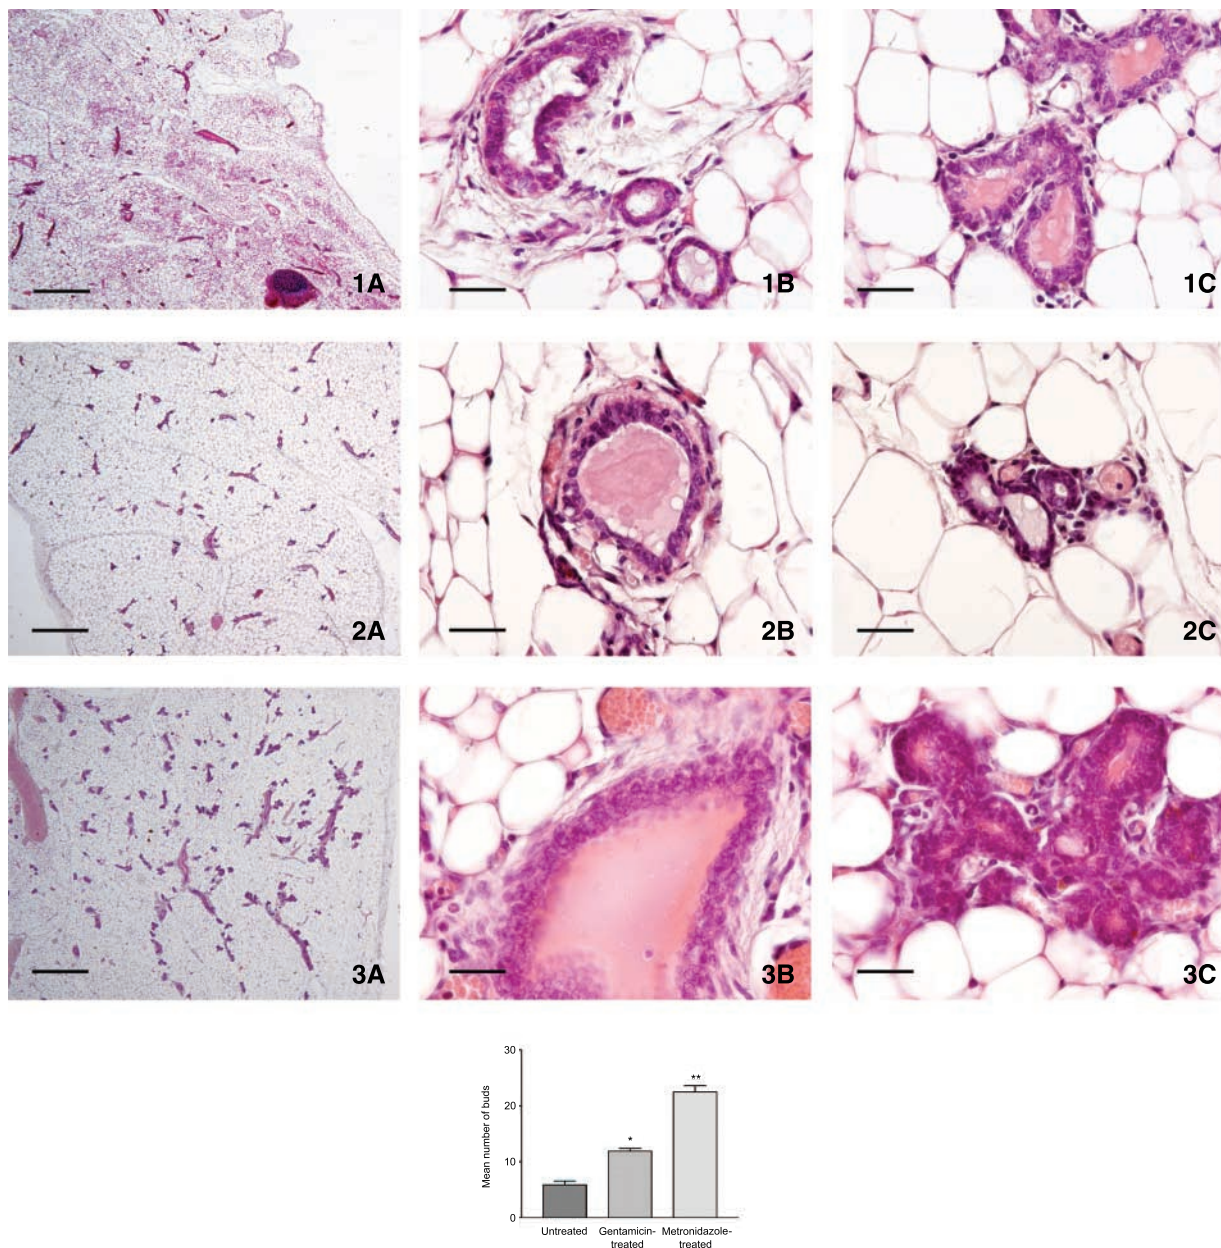 1A
1B
1C
2A
2B
2C
3A
3B
3C
30
**
20
Mean number of buds
*
10
0
Untreated
Gentamicin-
treated
Metronidazole-
treated